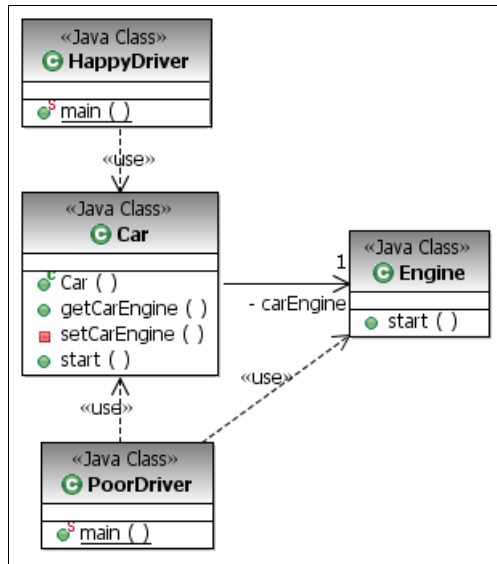 «Java Class»
C HappyDriver
S main ( )
«use»
«Java Class»
C Car
C Car ( )
getCarEngine ( )
setCarEngine ( )
start ( )
1
- carEngine
«Java Class»
C Engine
start ( )
«use»
«use»
«Java Class»
C PoorDriver
S main ( )